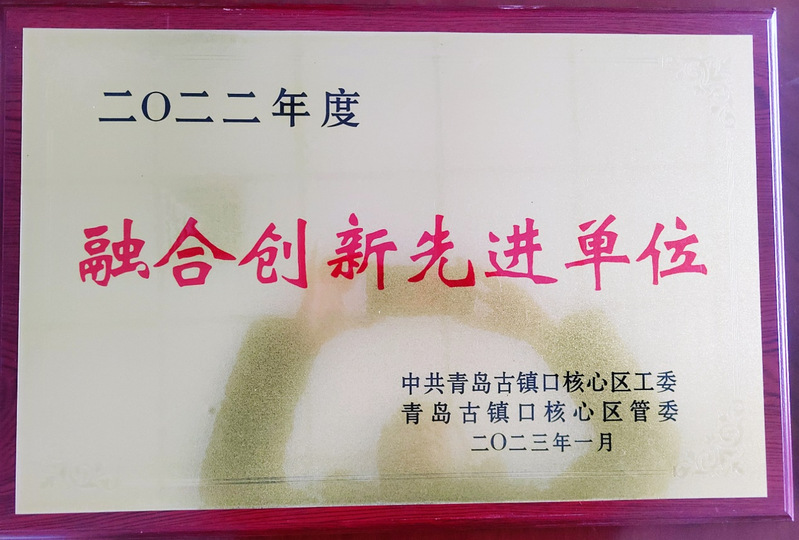 二〇二二年度
融合创新先进单位
中共青岛古镇口核心区工委
青岛古镇口核心区管委
二〇二三年一月